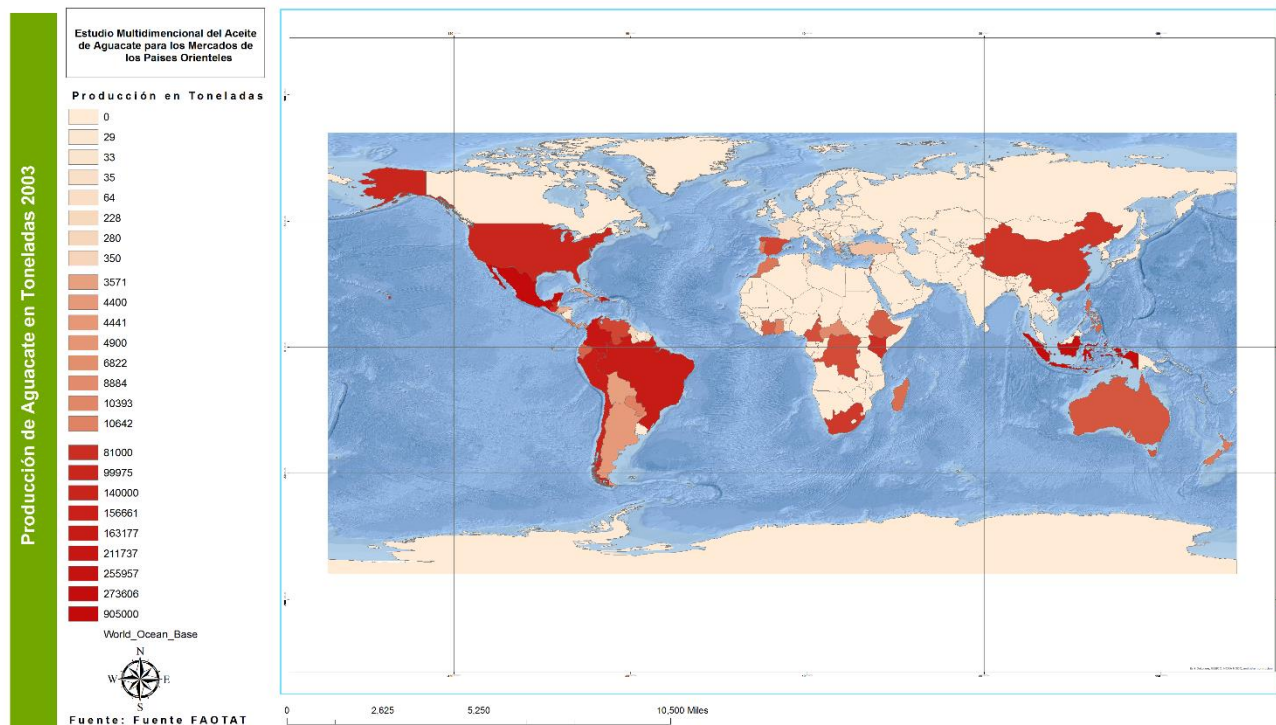 Producción de Aguacate en Toneladas 2003
Estudio Multidimencional del Aceite
de Aguacate para los Mercados de
los Paises Orienteles
Producción en Toneladas
0
29
33
35
64
228
280
350
3571
4400
4441
4900
6822
8884
10393
10642
81000
99975
140000
156661
163177
211737
255957
273606
905000
World_Ocean_Base
N
W E
S
Fuente: Fuente FAOTAT
0 2.625 5,250 10,500 Miles